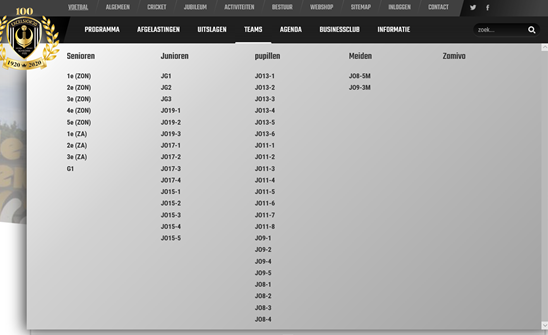 VOETBAL ALGEMEEN CRICKET JUBILEUM ACTIVITEITEN BESTUUR WEBSHOP SITEMAP INLOGGEN CONTACT
100
1920 2020
PROGRAMMA AFGELASTINGEN UITSLAGEN TEAMS AGENDA BUSINESSCLUB INFORMATIE zoek...
Senioren
1e (ZON)
2e (ZON)
3e (ZON)
4e (ZON)
5e (ZON)
1e (ZA)
2e (ZA)
3e (ZA)
G1
Junioren
JG1
JG2
JG3
JO19-1
JO19-2
JO19-3
JO17-1
JO17-2
JO17-3
JO17-4
JO15-1
JO15-2
JO15-3
JO15-4
JO15-5
pupillen
JO13-1
JO13-2
JO13-3
JO13-4
JO13-5
JO13-6
JO11-1
JO11-2
JO11-3
JO11-4
JO11-5
JO11-6
JO11-7
JO11-8
JO9-1
JO9-2
JO9-4
JO9-5
JO8-1
JO8-2
JO8-3
JO8-4
Meiden
JO8-5M
JO9-3M
Zamiva